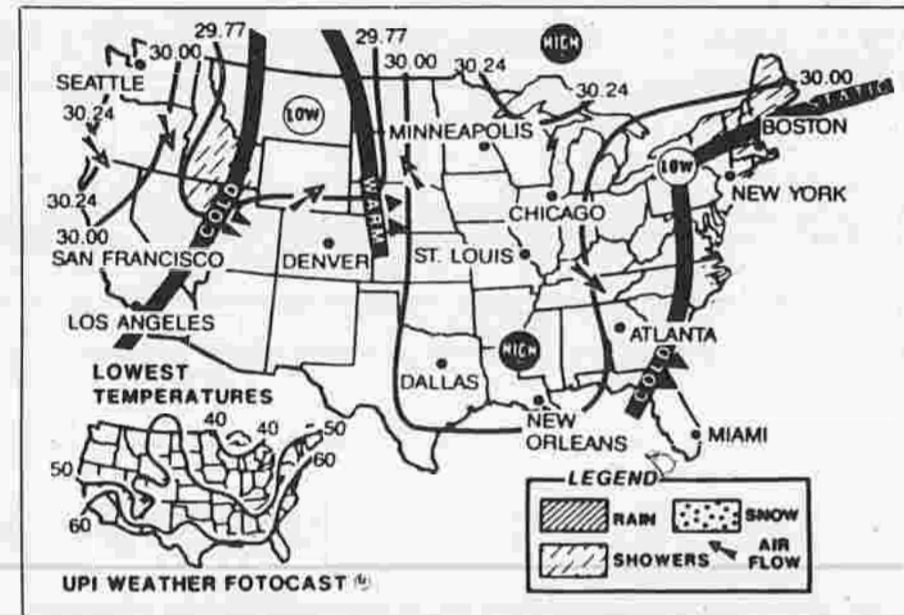 29.77
30.00
29.77
30.00
30.24
HIGH
30.24
30.00
SEATTLE
30.24
LOW
MINNEAPOLIS
STATIC
BOSTON
LOW
30.24
30.00
COLD
WARM
CHICAGO
NEW YORK
SAN FRANCISCO
DENVER
ST. LOUIS
LOS ANGELES
ATLANTA
HIGH
COLD
DALLAS
NEW
ORLEANS
MIAMI
LOWEST
TEMPERATURES
40
40
50
60
50
60
LEGEND
RAIN
SNOW
SHOWERS
AIR
FLOW
UPI WEATHER FOTOCAST ®